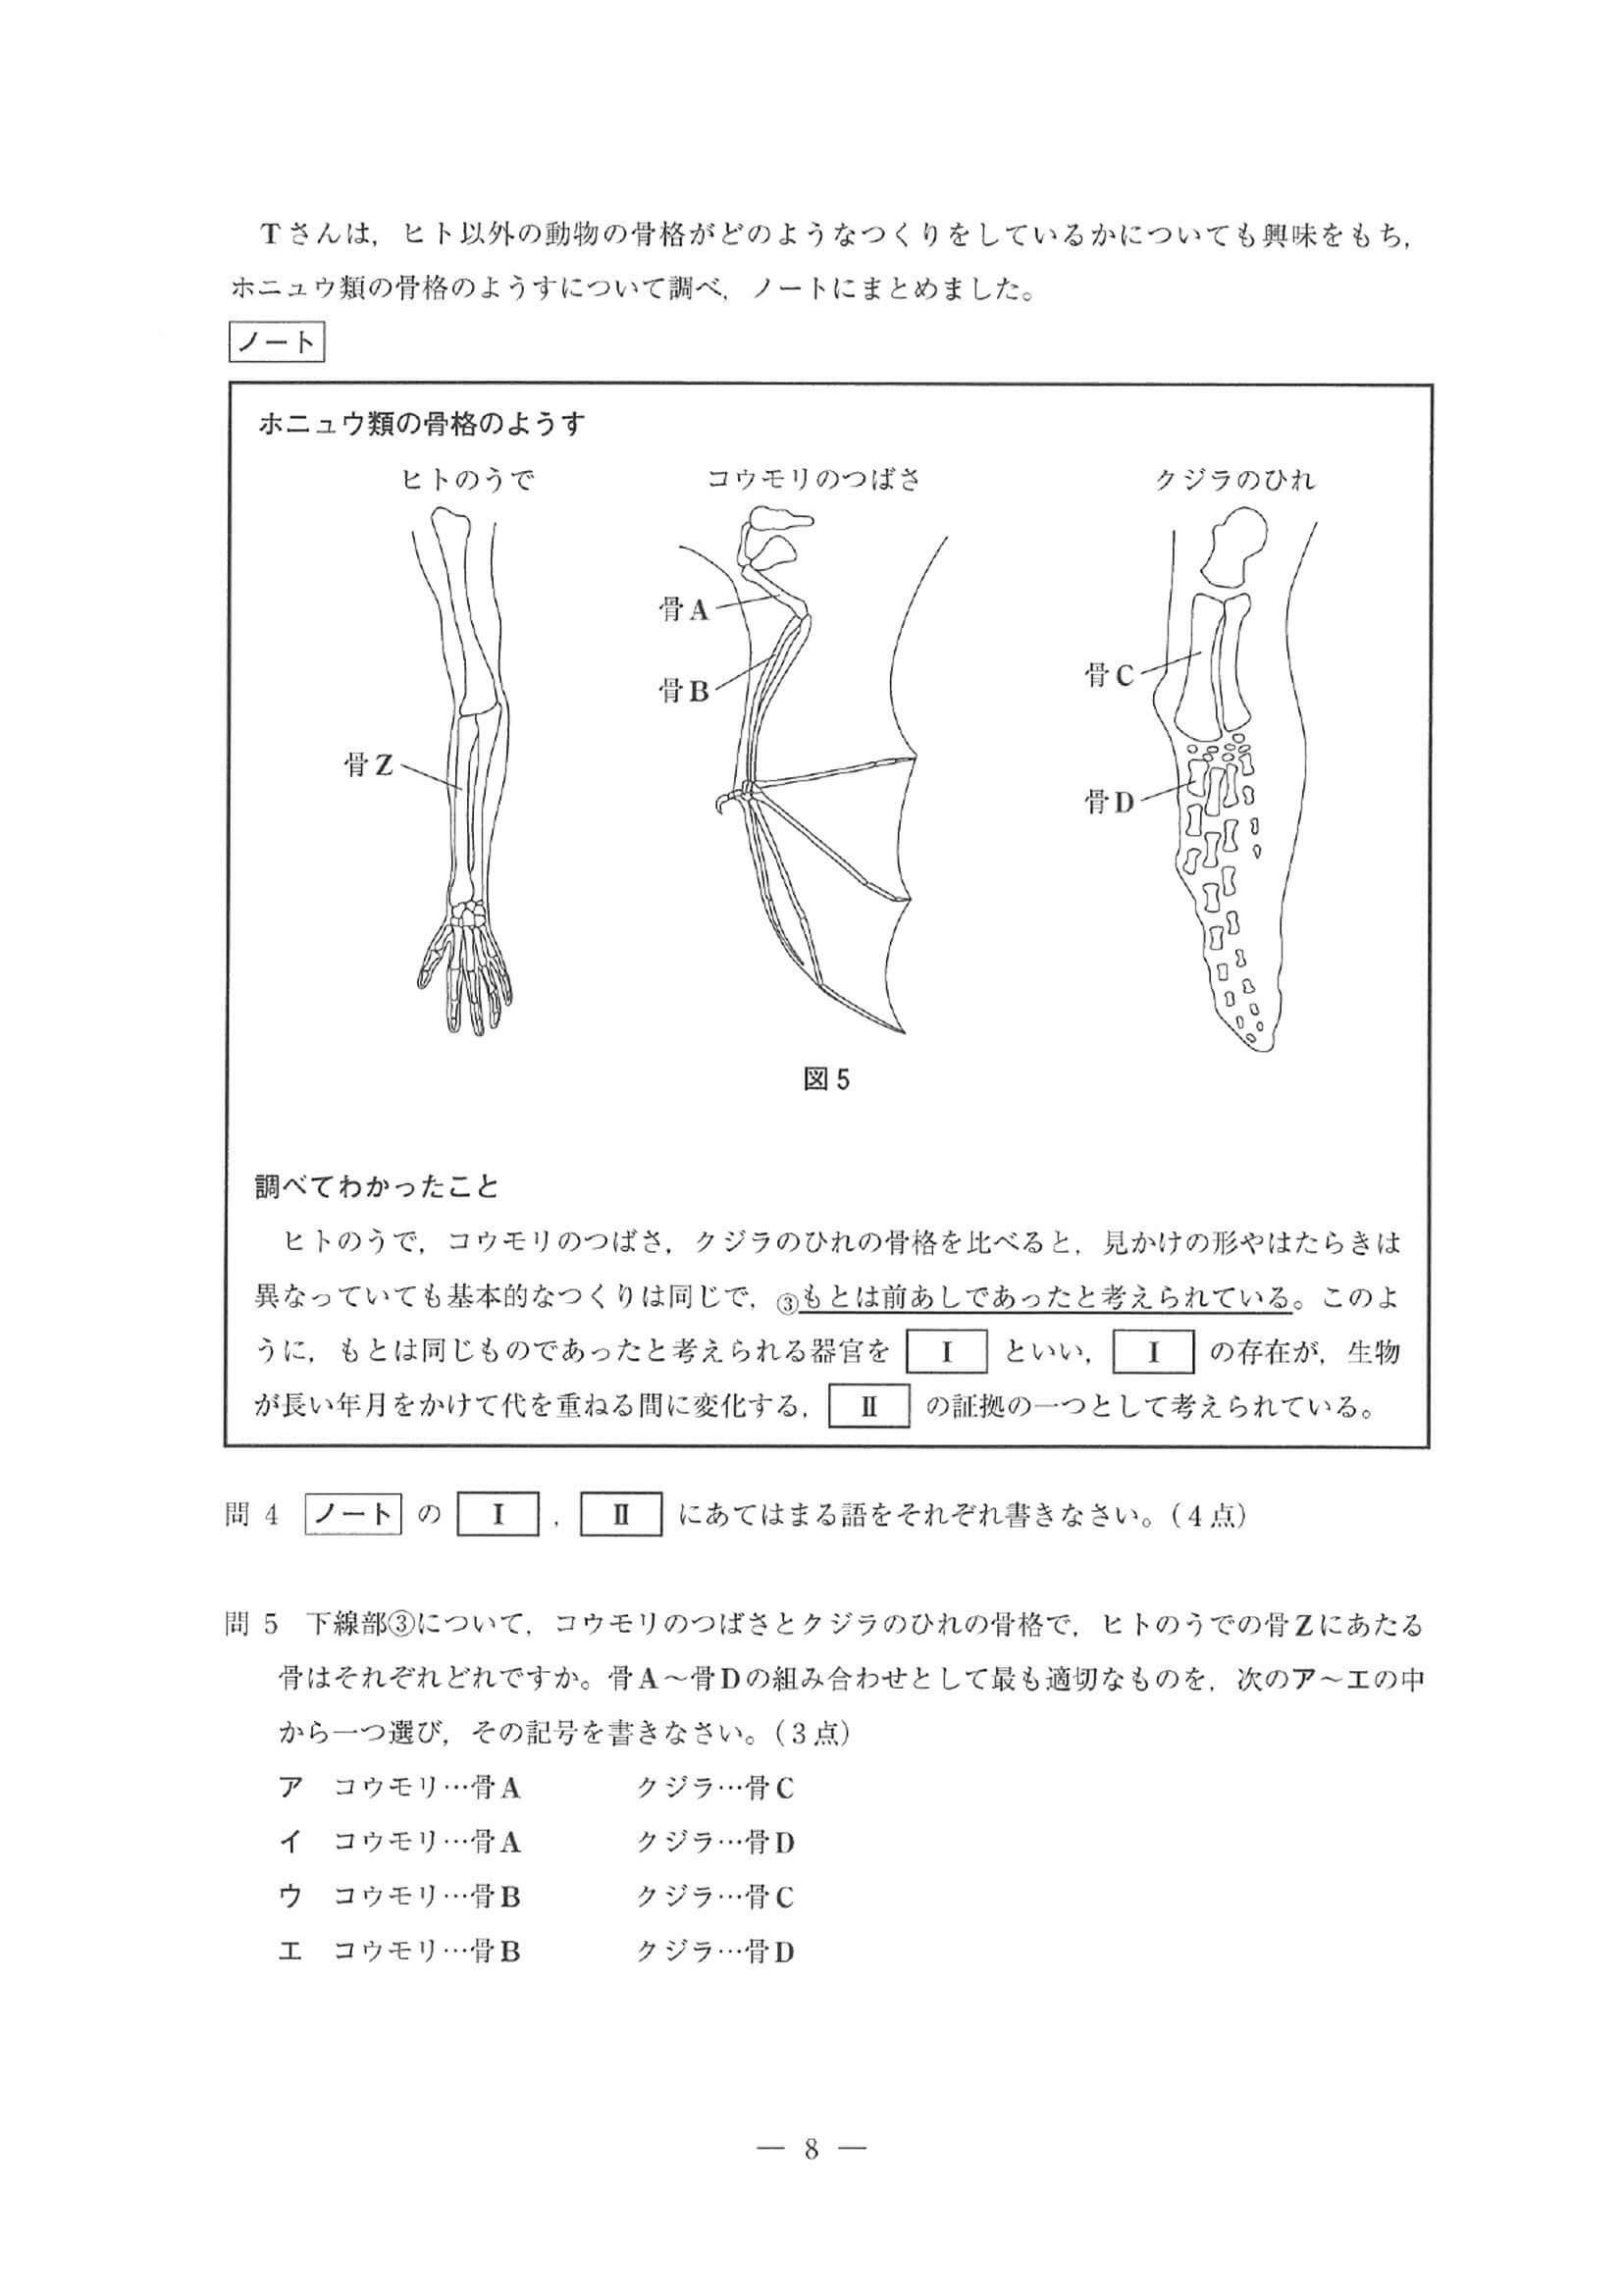 Tさんは，ヒト以外の動物の骨格がどのようなつくりをしているかについても興味をもち，
ホニュウ類の骨格のようすについて調べ，ノートにまとめました。
ノート
ホニュウ類の骨格のようす
ヒトのうで　コウモリのつばさ　クジラのひれ
骨A
骨B
骨C
骨Z
骨D
図5
調べてわかったこと
ヒトのうで，コウモリのつばさ，クジラのひれの骨格を比べると，見かけの形やはたらきは
異なっていても基本的なつくりは同じで，③もとは前あしであったと考えられている。このよ
うに，もとは同じものであったと考えられる器官を Ⅰ といい， Ⅰ の存在が，生物
が長い年月をかけて代を重ねる間に変化する， Ⅱ の証拠の一つとして考えられている。
問4 ノート の Ⅰ ， Ⅱ にあてはまる語をそれぞれ書きなさい。（4点）
問5 下線部③について，コウモリのつばさとクジラのひれの骨格で，ヒトのうでの骨Zにあたる
骨はそれぞれどれですか。骨A～骨Dの組み合わせとして最も適切なものを，次のア～エの中
から一つ選び，その記号を書きなさい。（3点）
ア　コウモリ…骨A　クジラ…骨C
イ　コウモリ…骨A　クジラ…骨D
ウ　コウモリ…骨B　クジラ…骨C
エ　コウモリ…骨B　クジラ…骨D
― 8 ―